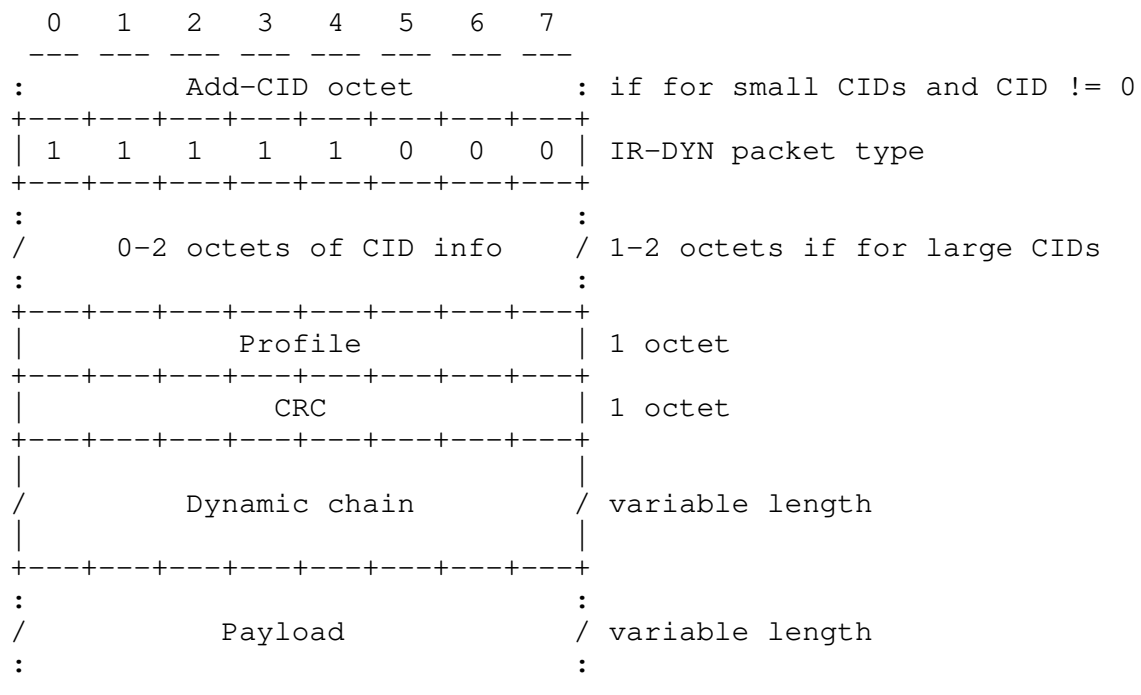 0   1   2   3   4   5   6   7
 --- --- --- --- --- --- --- ---
:         Add-CID octet         : if for small CIDs and CID != 0
+---+---+---+---+---+---+---+---+
| 1   1   1   1   1   0   0   0 | IR-DYN packet type
+---+---+---+---+---+---+---+---+
:                               :
/     0-2 octets of CID info    / 1-2 octets if for large CIDs
:                               :
+---+---+---+---+---+---+---+---+
|            Profile            | 1 octet
+---+---+---+---+---+---+---+---+
|              CRC              | 1 octet
+---+---+---+---+---+---+---+---+
|                               |
/         Dynamic chain         / variable length
|                               |
+---+---+---+---+---+---+---+---+
:                               :
/           Payload             / variable length
:                               :